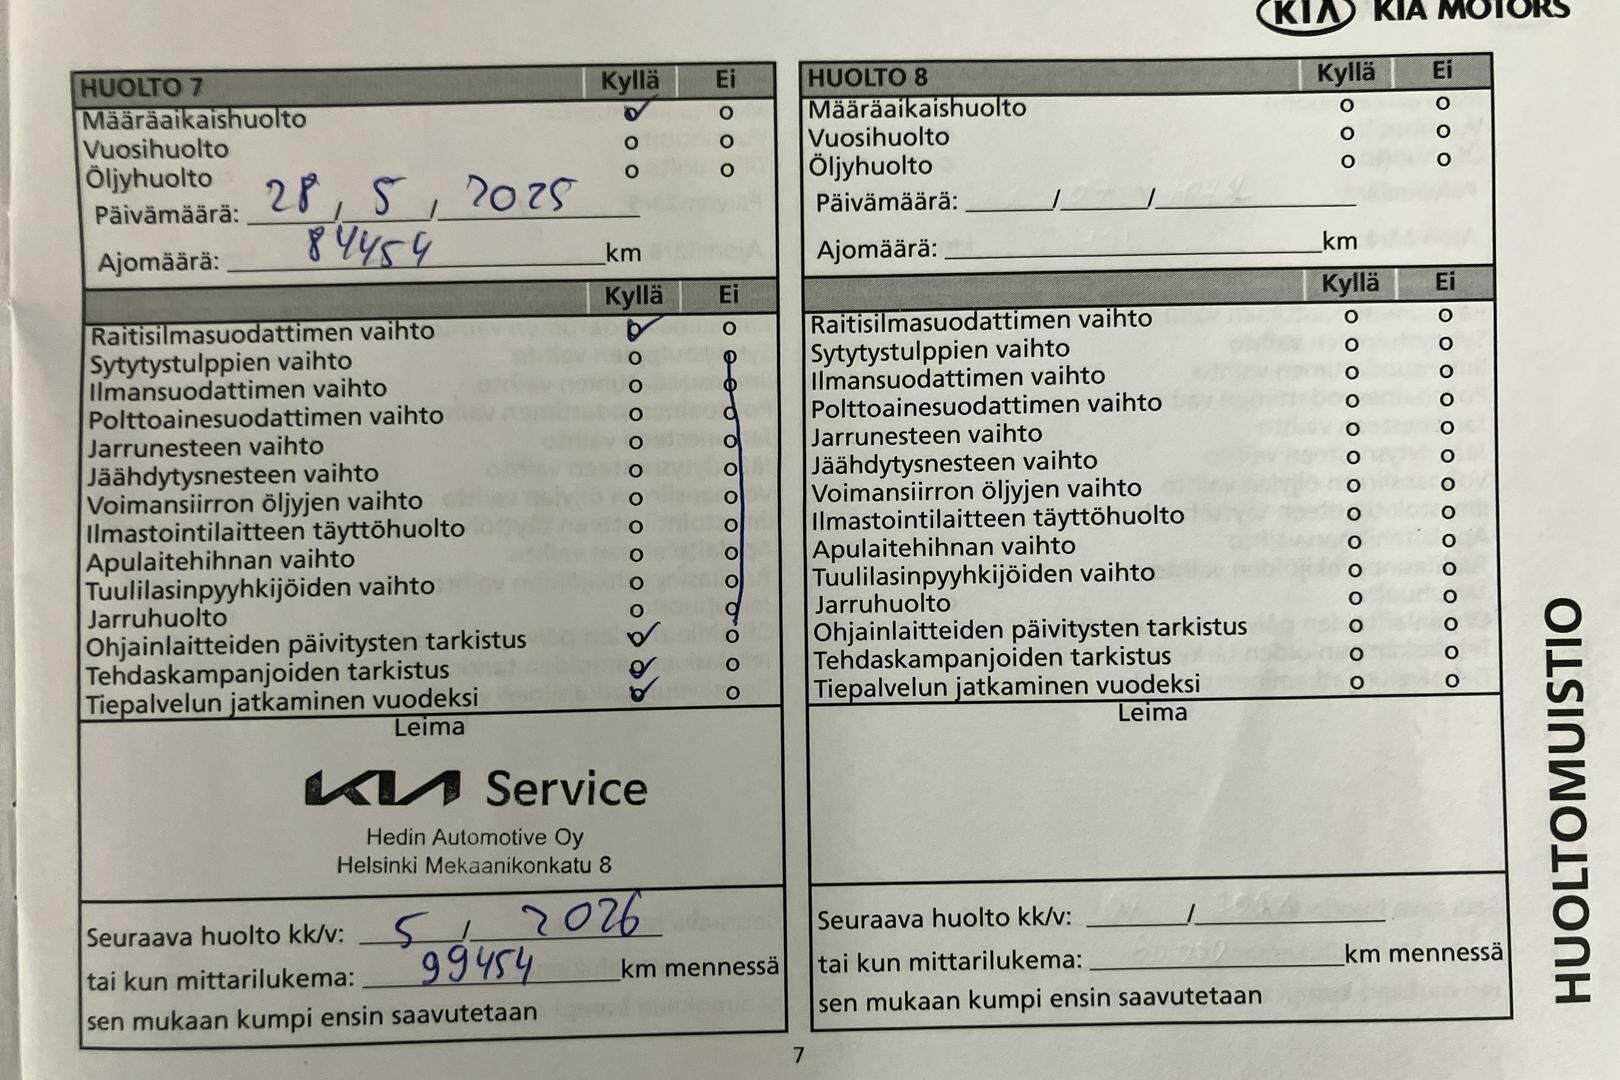 KIA KIA MOTORS
HUOLTO 7 Kyllä Ei
Määräaikaishuolto ✓ o
Vuosihuolto o o
Öljyhuolto o o
Päivämäärä: 28 / 5 / 2025
Ajomäärä: 84454 km
Kyllä Ei
Raitisilmasuodattimen vaihto ✓ o
Sytytystulppien vaihto o o
Ilmansuodattimen vaihto o o
Polttoainesuodattimen vaihto o o
Jarrunesteen vaihto o o
Jäähdytysnesteen vaihto o o
Voimansiirron öljyjen vaihto o o
Ilmastointilaitteen täyttöhuolto o o
Apulaitehihnan vaihto o o
Tuulilasinpyyhkijöiden vaihto o o
Jarruhuolto o o
Ohjainlaitteiden päivitysten tarkistus ✓ o
Tehdaskampanjoiden tarkistus ✓ o
Tiepalvelun jatkaminen vuodeksi ✓ o
Leima
KIA Service
Hedin Automotive Oy
Helsinki Mekaanikonkatu 8
Seuraava huolto kk/v: 5 / 2026
tai kun mittarilukema: 99454 km mennessä
sen mukaan kumpi ensin saavutetaan
HUOLTO 8 Kyllä Ei
Määräaikaishuolto o o
Vuosihuolto o o
Öljyhuolto o o
Päivämäärä: / /
Ajomäärä: km
Kyllä Ei
Raitisilmasuodattimen vaihto o o
Sytytystulppien vaihto o o
Ilmansuodattimen vaihto o o
Polttoainesuodattimen vaihto o o
Jarrunesteen vaihto o o
Jäähdytysnesteen vaihto o o
Voimansiirron öljyjen vaihto o o
Ilmastointilaitteen täyttöhuolto o o
Apulaitehihnan vaihto o o
Tuulilasinpyyhkijöiden vaihto o o
Jarruhuolto o o
Ohjainlaitteiden päivitysten tarkistus o o
Tehdaskampanjoiden tarkistus o o
Tiepalvelun jatkaminen vuodeksi o o
Leima
Seuraava huolto kk/v: /
tai kun mittarilukema: km mennessä
sen mukaan kumpi ensin saavutetaan
HUOLTOMUISTIO
7